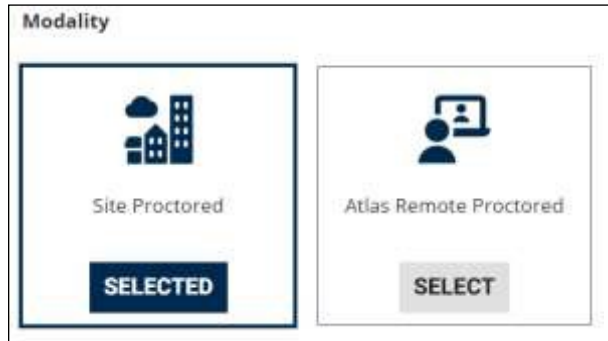 Modality
Site Proctored
Atlas Remote Proctored
SELECTED
SELECT